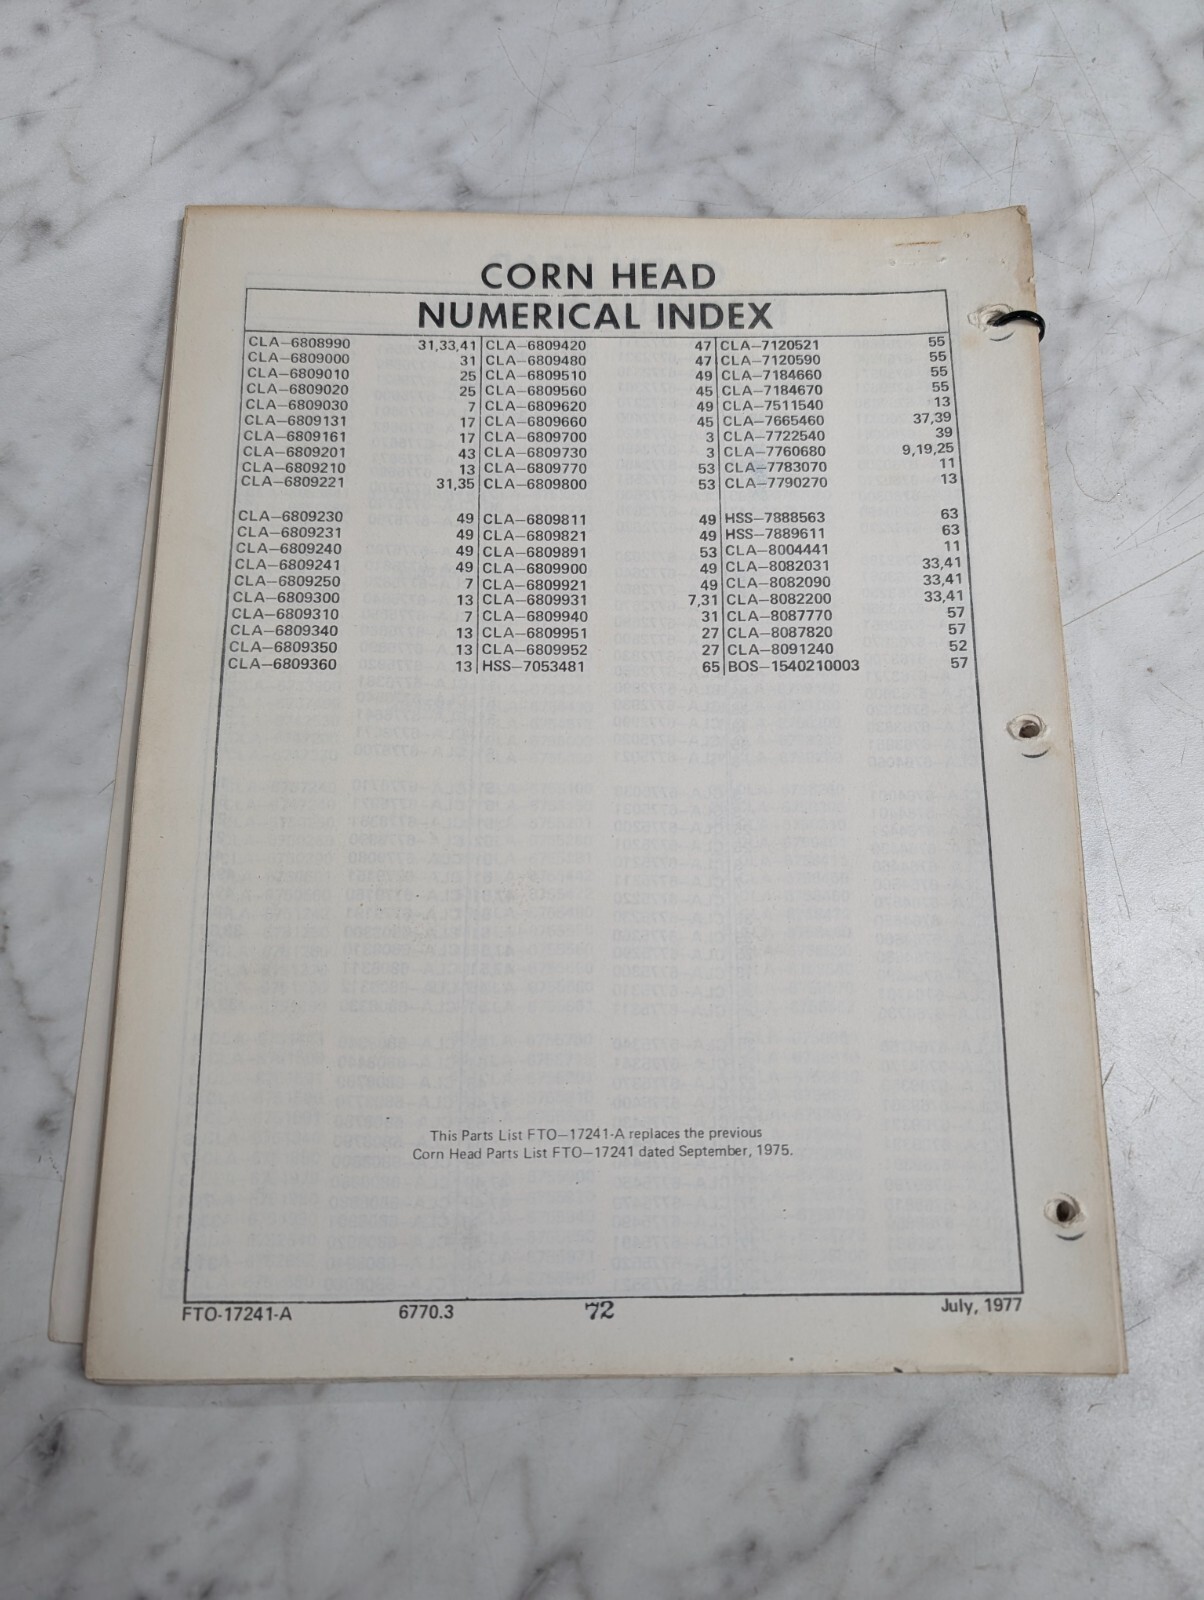 CORN HEAD
NUMERICAL INDEX
CLA—6808990 31,33,41
CLA—6809000 31
CLA—6809010 25
CLA—6809020 25
CLA—6809030 7
CLA—6809131 17
CLA—6809161 17
CLA—6809201 43
CLA—6809210 13
CLA—6809221 31,35
CLA—6809230 49
CLA—6809231 49
CLA—6809240 49
CLA—6809241 49
CLA—6809250 7
CLA—6809300 13
CLA—6809310 7
CLA—6809340 13
CLA—6809350 13
CLA—6809360 13
CLA—6809420 47
CLA—6809480 47
CLA—6809510 49
CLA—6809560 45
CLA—6809620 49
CLA—6809660 45
CLA—6809700 3
CLA—6809730 3
CLA—6809770 53
CLA—6809800 53
CLA—6809811 49
CLA—6809821 49
CLA—6809891 53
CLA—6809900 49
CLA—6809921 49
CLA—6809931 7,31
CLA—6809940 31
CLA—6809951 27
CLA—6809952 27
HSS—7053481 65
CLA—7120521 55
CLA—7120590 55
CLA—7184660 55
CLA—7184670 55
CLA—7511540 13
CLA—7665460 37,39
CLA—7722540 39
CLA—7760680 9,19,25
CLA—7783070 11
CLA—7790270 13
HSS—7888563 63
HSS—7889611 63
CLA—8004441 11
CLA—8082031 33,41
CLA—8082090 33,41
CLA—8082200 33,41
CLA—8087770 57
CLA—8087820 57
CLA—8091240 52
BOS—1540210003 57
This Parts List FTO—17241-A replaces the previous
Corn Head Parts List FTO—17241 dated September, 1975.
FTO-17241-A 6770.3 72 July, 1977